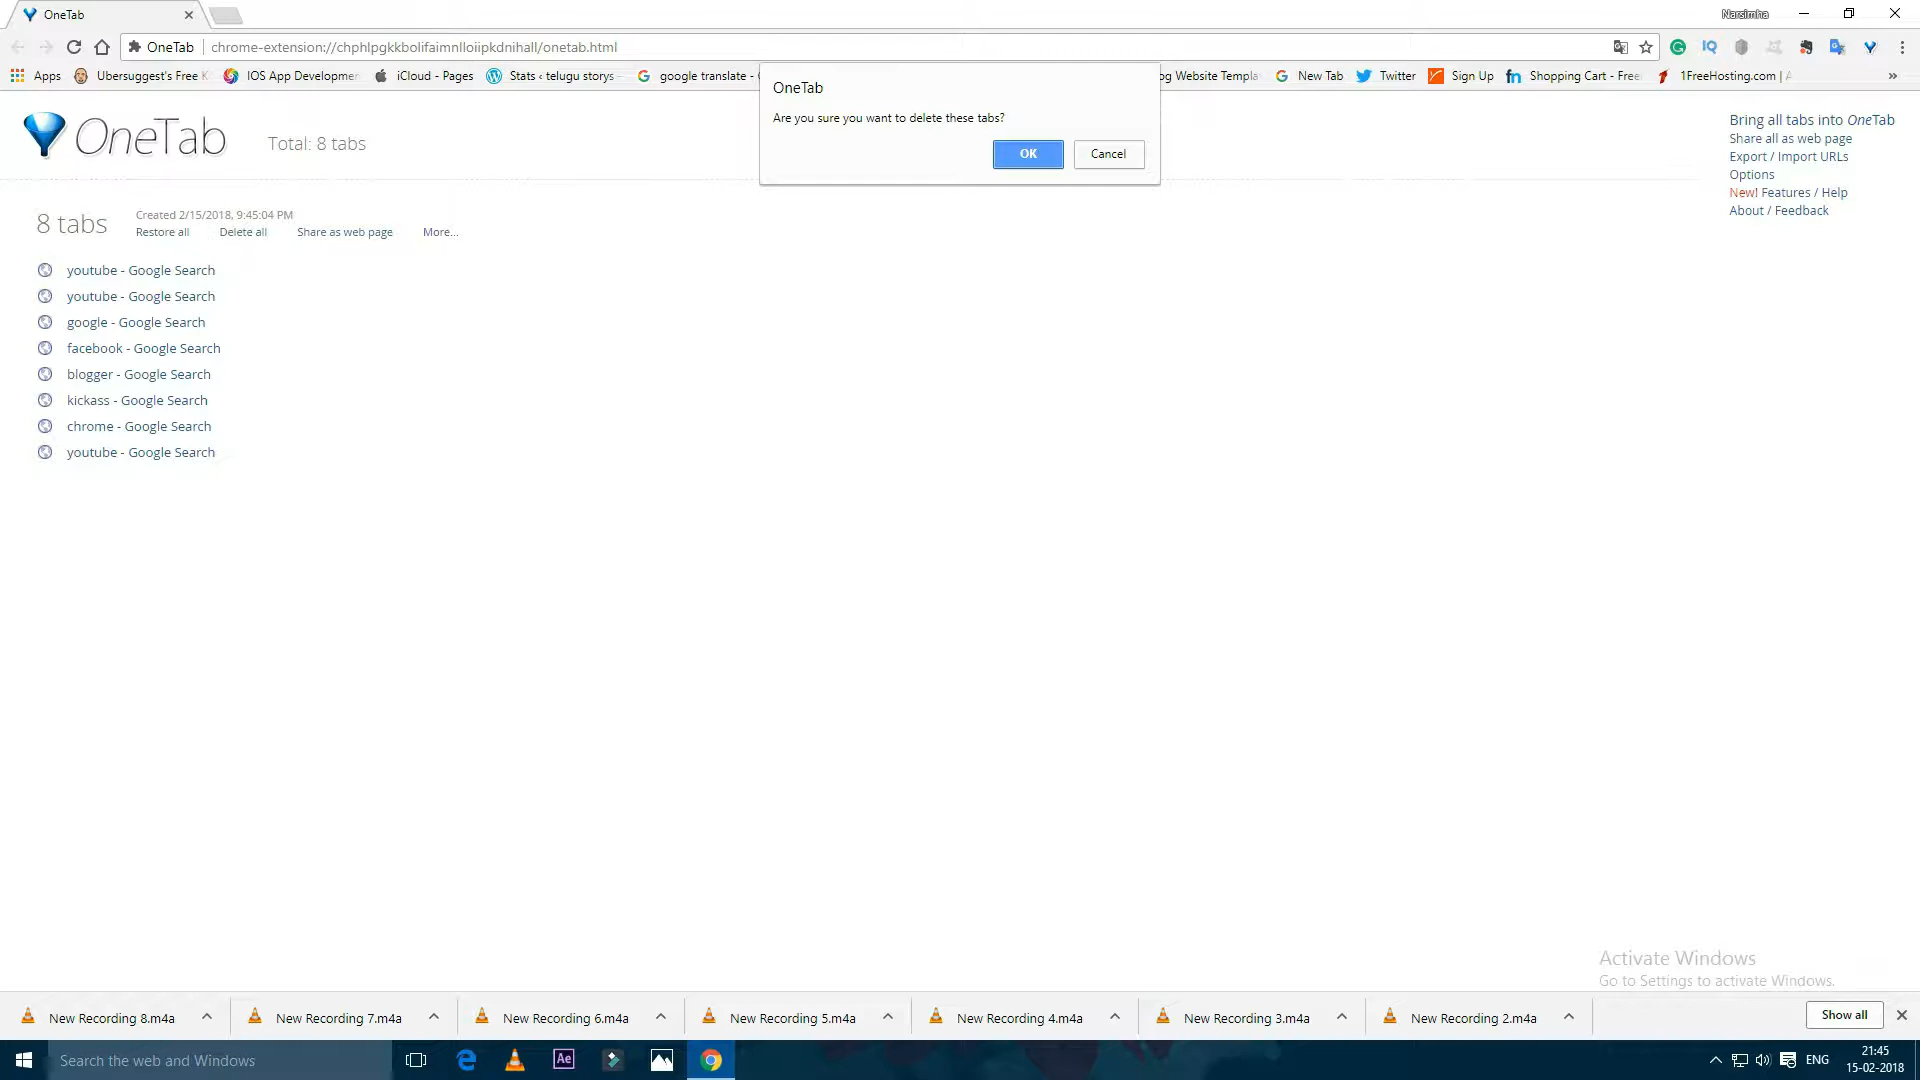 OneTab
Narsimha
OneTab chrome-extension://chphlpgkkbolifaimnlloiipkdnihall/onetab.html
Apps Ubersuggest's Free K IOS App Developmen iCloud - Pages Stats ‹ telugu storys google translate - og Website Templa New Tab Twitter Sign Up Shopping Cart - Free 1FreeHosting.com |
OneTab
Are you sure you want to delete these tabs?
OK Cancel
OneTab Total: 8 tabs
Bring all tabs into OneTab
Share all as web page
Export / Import URLs
Options
New! Features / Help
About / Feedback
8 tabs
Created 2/15/2018, 9:45:04 PM
Restore all Delete all Share as web page More...
youtube - Google Search
youtube - Google Search
google - Google Search
facebook - Google Search
blogger - Google Search
kickass - Google Search
chrome - Google Search
youtube - Google Search
Activate Windows
Go to Settings to activate Windows.
New Recording 8.m4a New Recording 7.m4a New Recording 6.m4a New Recording 5.m4a New Recording 4.m4a New Recording 3.m4a New Recording 2.m4a Show all
Search the web and Windows
Ae
ENG
21:45
15-02-2018